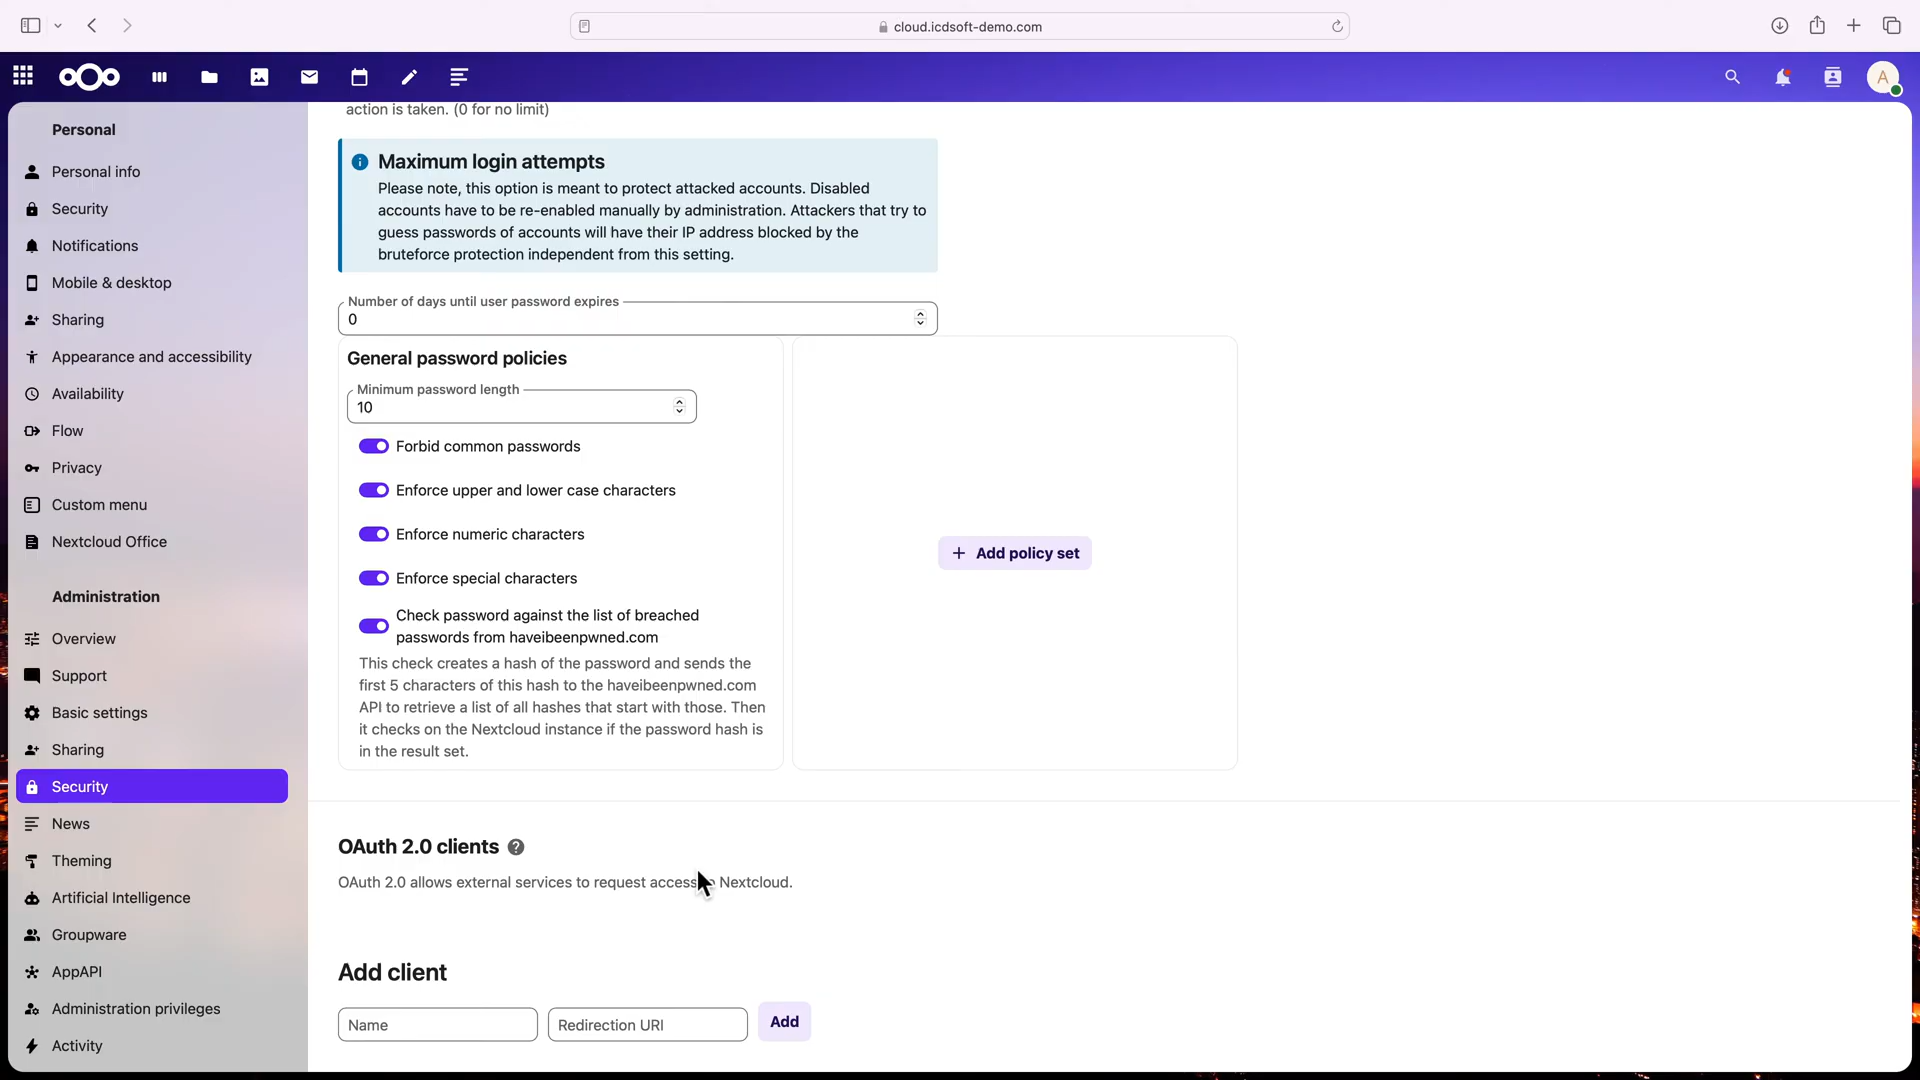 cloud.icdsoft-demo.com
A
Personal
Personal info
Security
Notifications
Mobile & desktop
Sharing
Appearance and accessibility
Availability
Flow
Privacy
Custom menu
Nextcloud Office
Administration
Overview
Support
Basic settings
Sharing
Security
News
Theming
Artificial Intelligence
Groupware
AppAPI
Administration privileges
Activity
action is taken. (0 for no limit)
Maximum login attempts
Please note, this option is meant to protect attacked accounts. Disabled
accounts have to be re-enabled manually by administration. Attackers that try to
guess passwords of accounts will have their IP address blocked by the
bruteforce protection independent from this setting.
Number of days until user password expires
0
General password policies
Minimum password length
10
Forbid common passwords
Enforce upper and lower case characters
Enforce numeric characters
Enforce special characters
Check password against the list of breached
passwords from haveibeenpwned.com
This check creates a hash of the password and sends the
first 5 characters of this hash to the haveibeenpwned.com
API to retrieve a list of all hashes that start with those. Then
it checks on the Nextcloud instance if the password hash is
in the result set.
+ Add policy set
OAuth 2.0 clients
OAuth 2.0 allows external services to request access Nextcloud.
Add client
Name
Redirection URI
Add